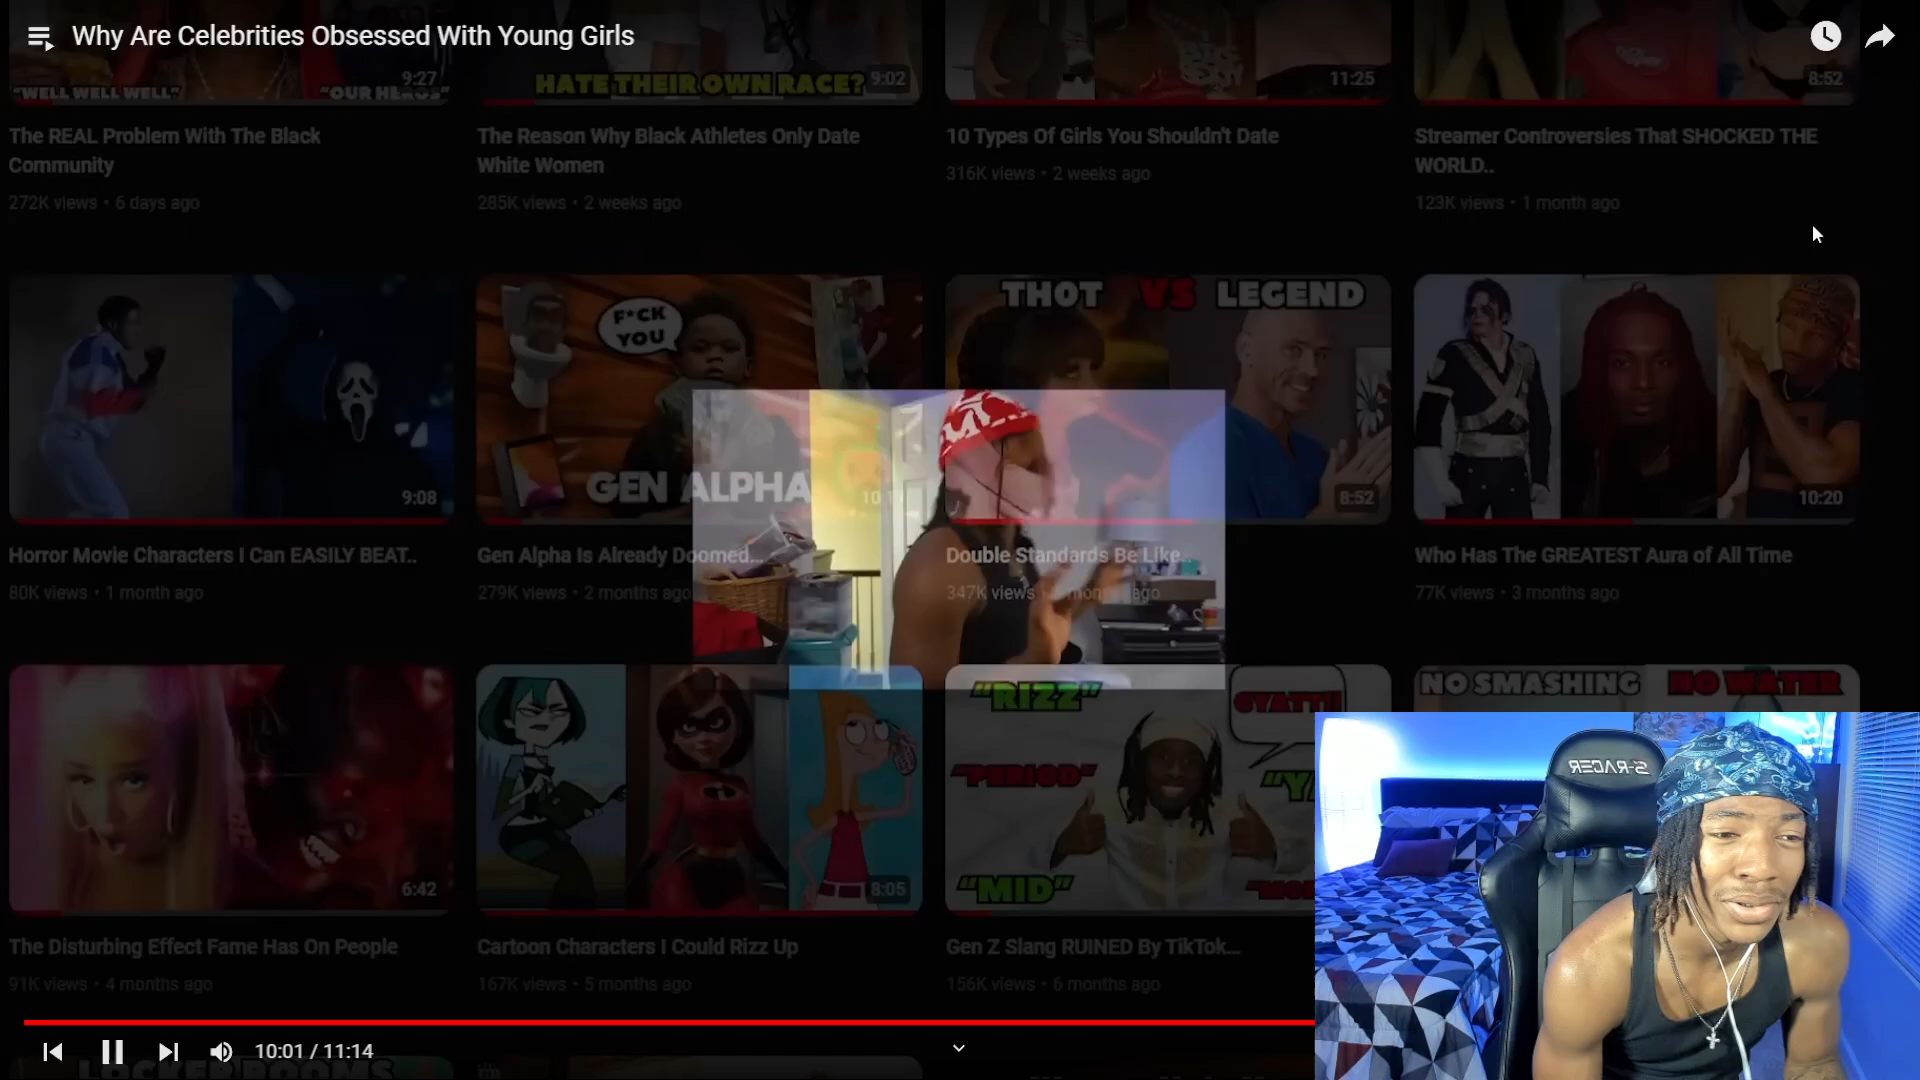 Why Are Celebrities Obsessed With Young Girls
"WELL WELL WELL"
"OUR HEROS"
9:27
HATE THEIR OWN RACE?
9:02
11:25
8:52
The REAL Problem With The Black
Community
272K views • 6 days ago
The Reason Why Black Athletes Only Date
White Women
285K views • 2 weeks ago
10 Types Of Girls You Shouldn't Date
316K views • 2 weeks ago
Streamer Controversies That SHOCKED THE
WORLD..
123K views • 1 month ago
9:08
F*CK
YOU
GEN ALPHA
THOT VS LEGEND
8:52
10:20
Horror Movie Characters I Can EASILY BEAT..
80K views • 1 month ago
Gen Alpha Is Already Doomed...
279K views • 2 months ago
Double Standards Be Like..
347K views
ago
Who Has The GREATEST Aura of All Time
77K views • 3 months ago
6:42
8:05
"RIZZ"
"PERIOD"
"MID"
NO SMASHING
NO WATER
The Disturbing Effect Fame Has On People
91K views • 4 months ago
Cartoon Characters I Could Rizz Up
167K views • 5 months ago
Gen Z Slang RUINED By TikTok...
156K views • 6 months ago
S-RACER
10:01 / 11:14
LOCKER ROOMS